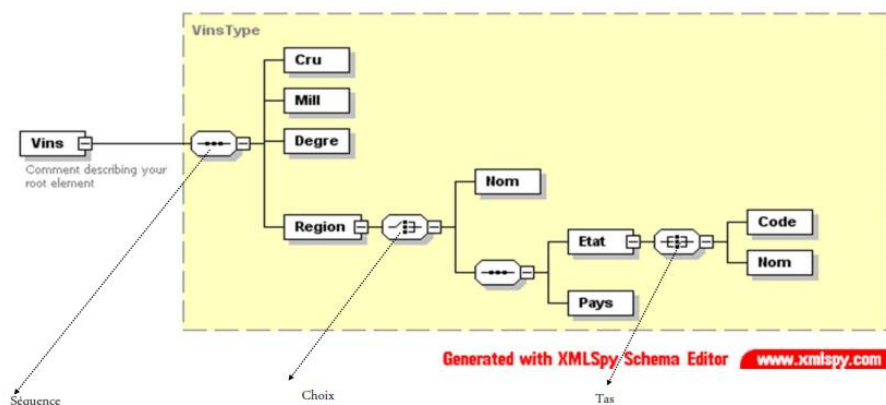 VinsType
Cru
Mill
Degre
Vins
Comment describing your
root element
Region
Nom
Etat
Code
Nom
Pays
Generated with XMLSpy Schema Editor www.xmlspy.com
Séquence
Choix
Tas